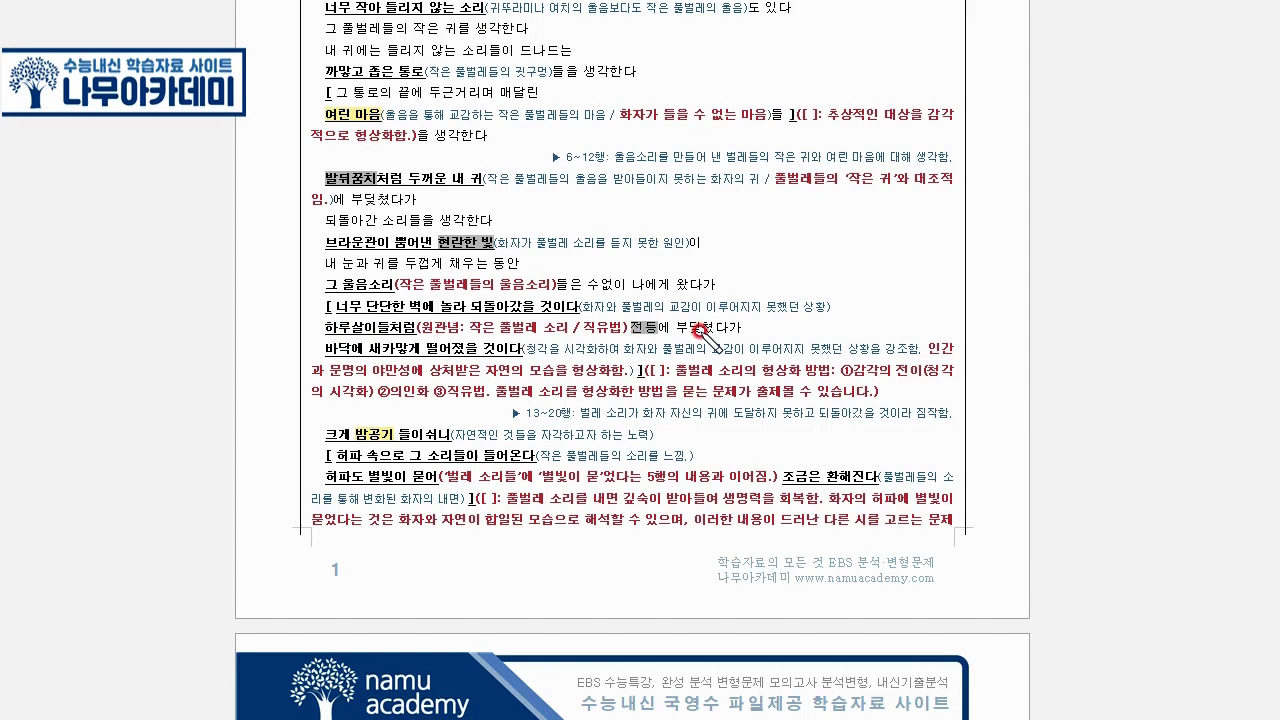 너무 작아 들리지 않는 소리(귀뚜라미나 여치의 울음보다도 작은 풀벌레의 울음)도 있다
그 풀벌레들의 작은 귀를 생각한다
수능내신 학습자료 사이트
나무아카데미
내 귀에는 들리지 않는 소리들이 드나드는
까맣고 좁은 통로(작은 풀벌레들의 귓구멍)들을 생각한다
[ 그 통로의 끝에 두근거리며 매달린
여린 마음(울음을 통해 교감하는 작은 풀벌레들의 마음 / 화자가 들을 수 없는 마음)들 ]([ ]: 추상적인 대상을 감각
적으로 형상화함.)을 생각한다
▶ 6~12행: 울음소리를 만들어 낸 벌레들의 작은 귀와 여린 마음에 대해 생각함.
발뒤꿈치처럼 두꺼운 내 귀(작은 풀벌레들의 울음을 받아들이지 못하는 화자의 귀 / 풀벌레들의 '작은 귀'와 대조적
임.)에 부딪쳤다가
되돌아간 소리들을 생각한다
브라운관이 뿜어낸 현란한 빛(화자가 풀벌레 소리를 듣지 못한 원인)이
내 눈과 귀를 두껍게 채우는 동안
그 울음소리(작은 풀벌레들의 울음소리)들은 수없이 나에게 왔다가
[ 너무 단단한 벽에 놀라 되돌아갔을 것이다(화자와 풀벌레의 교감이 이루어지지 못했던 상황)
하루살이들처럼(원관념: 작은 풀벌레 소리 / 직유법) 전등에 부딪쳤다가
바닥에 새카맣게 떨어졌을 것이다(청각을 시각화하여 화자와 풀벌레의 교감이 이루어지지 못했던 상황을 강조함. 인간
과 문명의 야만성에 상처받은 자연의 모습을 형상화함.) ]([ ]: 풀벌레 소리의 형상화 방법: ①감각의 전이(청각
의 시각화) ②의인화 ③직유법. 풀벌레 소리를 형상화한 방법을 묻는 문제가 출제될 수 있습니다.)
▶ 13~20행: 벌레 소리가 화자 자신의 귀에 도달하지 못하고 되돌아갔을 것이라 짐작함.
크게 밤공기 들이쉬니(자연적인 것들을 자각하고자 하는 노력)
[ 허파 속으로 그 소리들이 들어온다(작은 풀벌레들의 소리를 느낌.)
허파도 별빛이 묻어('벌레 소리들'에 '별빛이 묻'었다는 5행의 내용과 이어짐.) 조금은 환해진다(풀벌레들의 소
리를 통해 변화된 화자의 내면) ]([ ]: 풀벌레 소리를 내면 깊숙이 받아들여 생명력을 회복함. 화자의 허파에 별빛이
묻었다는 것은 화자와 자연이 합일된 모습으로 해석할 수 있으며, 이러한 내용이 드러난 다른 시를 고르는 문제
1
학습자료의 모든 것 EBS 분석·변형문제
나무아카데미 www.namuacademy.com
namu
academy
EBS 수능특강, 완성 분석 변형문제 모의고사 분석변형, 내신기출분석
수능내신 국영수 파일제공 학습자료 사이트